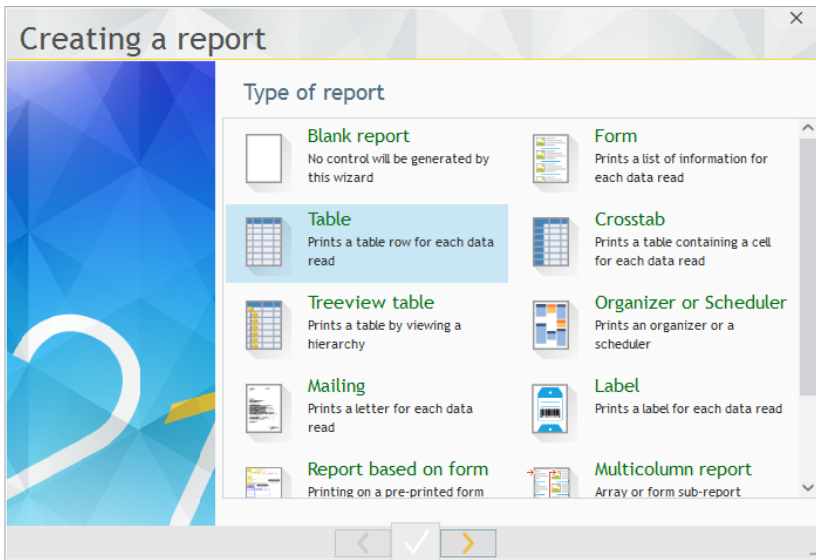 Creating a report
Type of report
Blank report
No control will be generated by
this wizard
Form
Prints a list of information for
each data read
Table
Prints a table row for each data
read
Crosstab
Prints a table containing a cell
for each data read
Treeview table
Prints a table by viewing a
hierarchy
Organizer or Scheduler
Prints an organizer or a
scheduler
Mailing
Prints a letter for each data
read
Label
Prints a label for each data read
Report based on form
Printing on a pre-printed form
Multicolumn report
Array or form sub-report